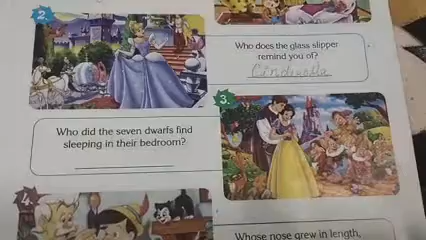 2.
Who does the glass slipper
remind you of?
Cinderella
3.
Who did the seven dwarfs find
sleeping in their bedroom?
4.
Whose nose grew in length,